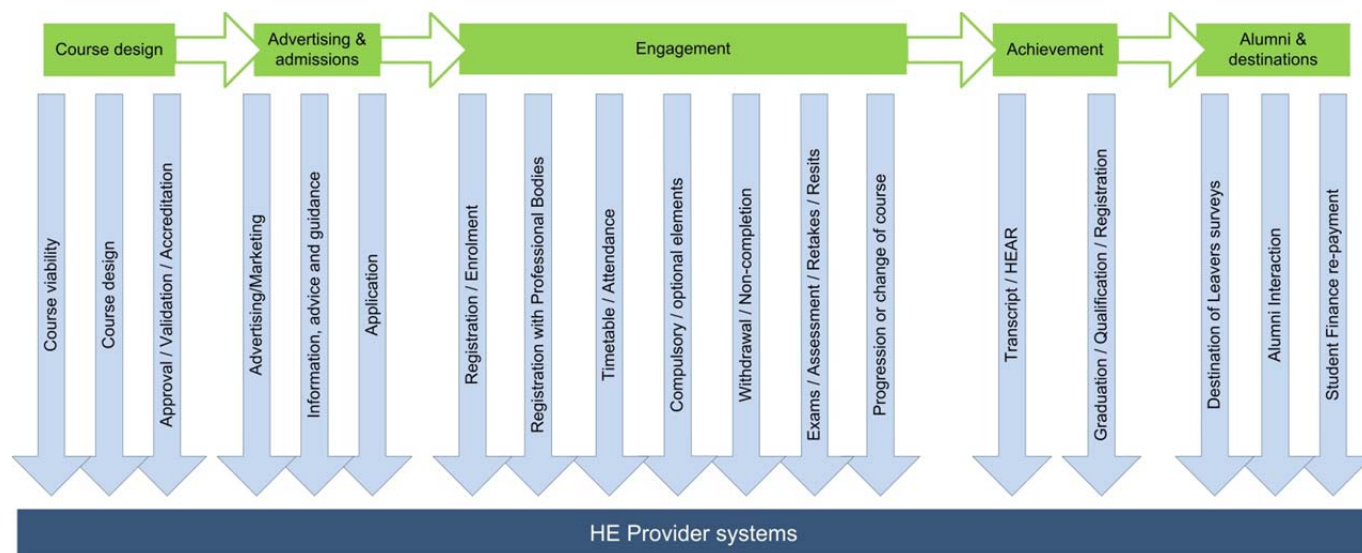 Course design
Advertising &
admissions
Engagement
Achievement
Alumni &
destinations
Course viability
Course design
Approval / Validation / Accreditation
Advertising/Marketing
Information, advice and guidance
Application
Registration / Enrolment
Registration with Professional Bodies
Timetable / Attendance
Compulsory / optional elements
Withdrawal / Non-completion
Exams / Assessment / Retakes / Resits
Progression or change of course
Transcript / HEAR
Graduation / Qualification / Registration
Destination of Leavers surveys
Alumni Interaction
Student Finance re-payment
HE Provider systems